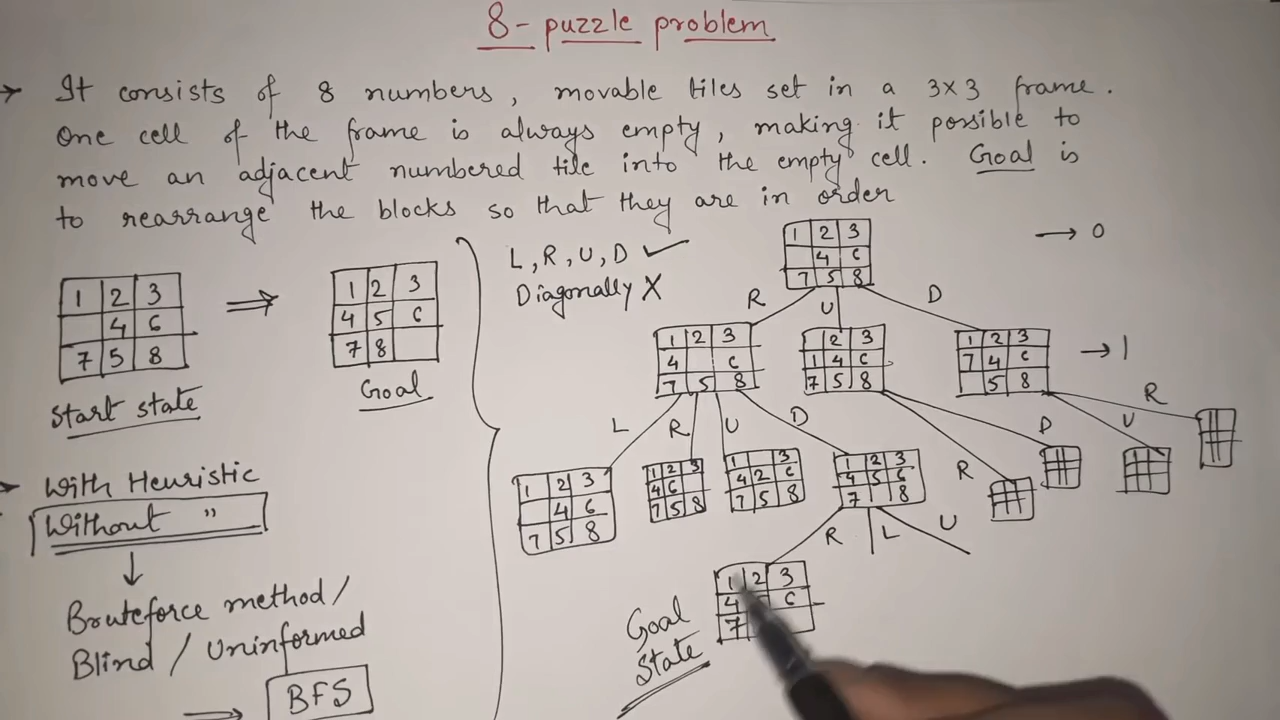 8-puzzle problem
→ It consists of 8 numbers, movable tiles set in a 3x3 frame.
One cell of the frame is always empty, making it possible to
move an adjacent numbered tile into the empty cell. Goal is
to rearrange the blocks so that they are in order
1 2 3
4 6
7 5 8
Start state
⇒
1 2 3
4 5 6
7 8
Goal
→ With Heuristic
Without "
↓
Bruteforce method/
Blind / Uninformed
→ BFS
L, R, U, D ✓
Diagonally X
1 2 3
4 6
7 5 8
→ 0
R U D
1 2 3
4 6
7 5 8
2 3
1 4 6
7 5 8
1 2 3
7 4 6
5 8
→ 1
L R U D
R D
U R
1 2 3
4 6
7 5 8
1 2 3
4 6
7 5 8
1 3
4 2 6
7 5 8
1 2 3
4 5 6
7 8
R L U
1 2 3
4 6
7
Goal
State